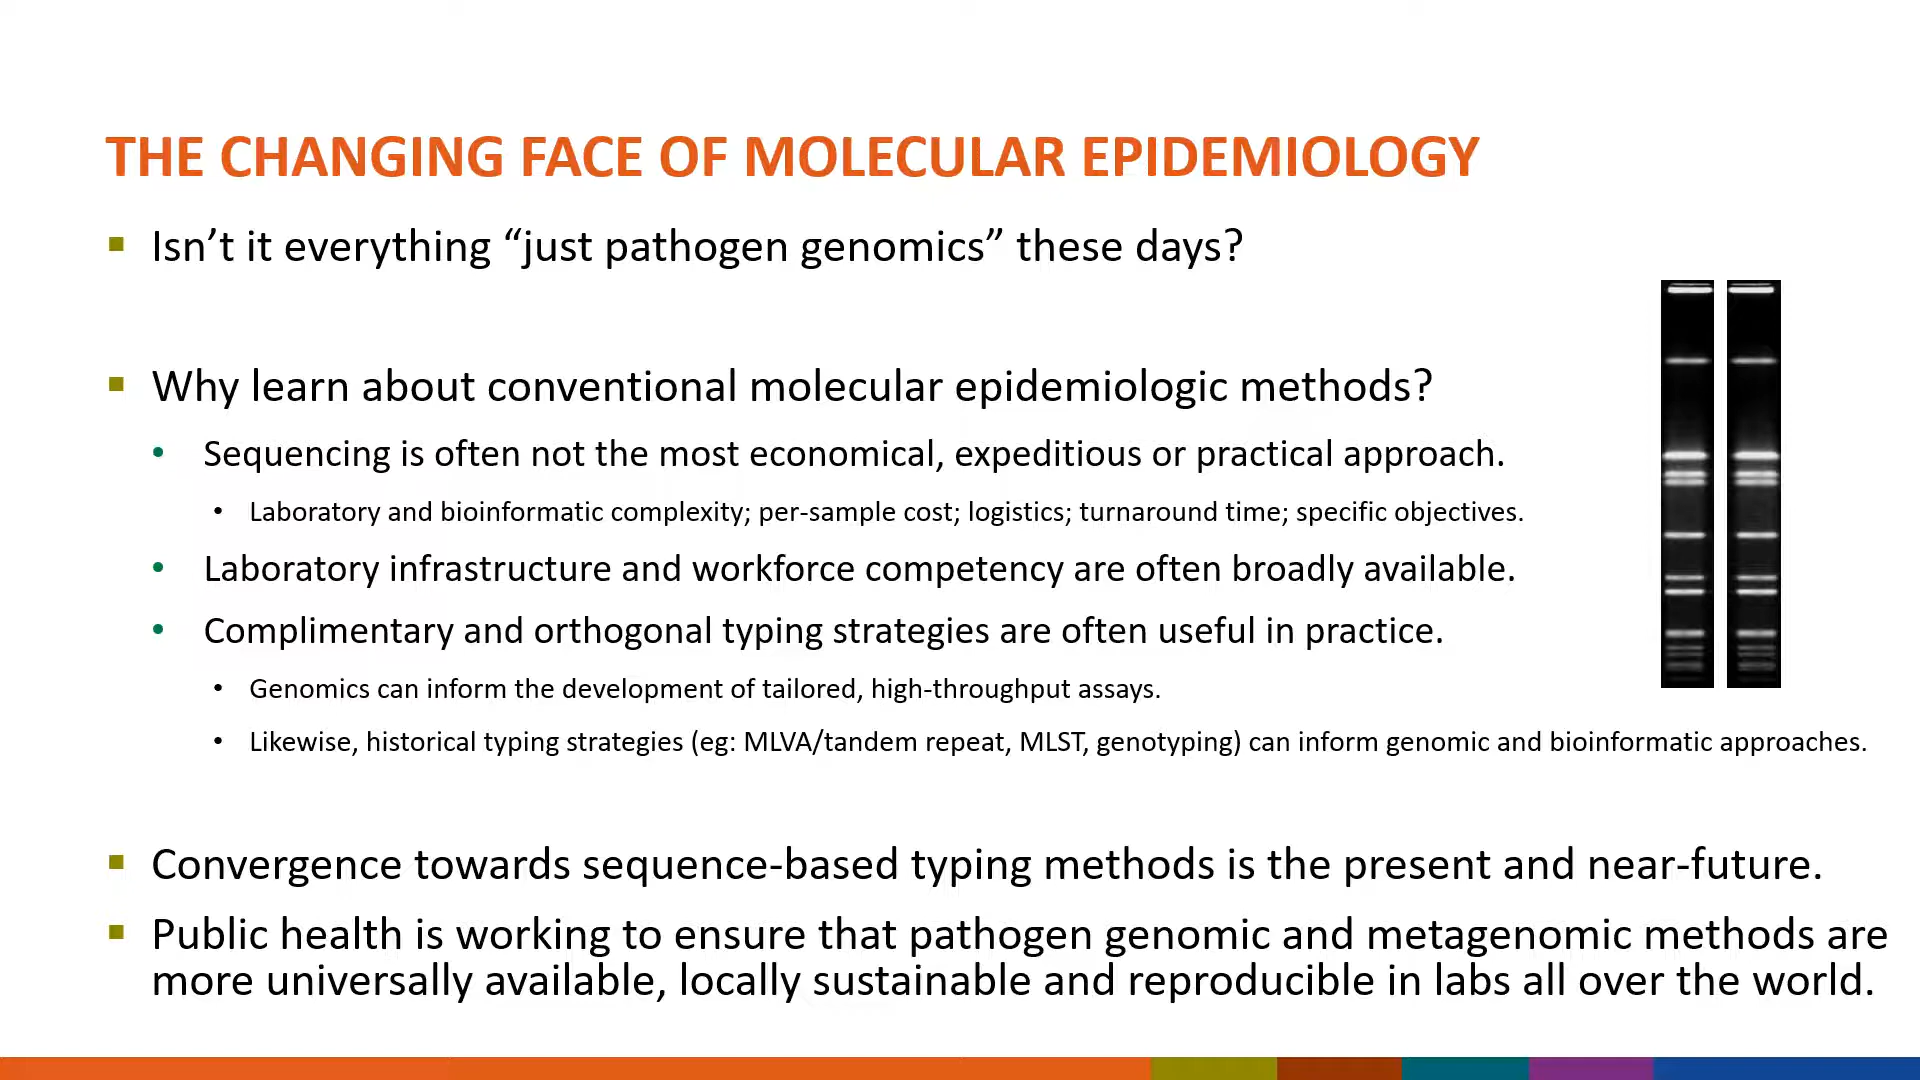 THE CHANGING FACE OF MOLECULAR EPIDEMIOLOGY
Isn’t it everything “just pathogen genomics” these days?
Why learn about conventional molecular epidemiologic methods?
Sequencing is often not the most economical, expeditious or practical approach.
Laboratory and bioinformatic complexity; per-sample cost; logistics; turnaround time; specific objectives.
Laboratory infrastructure and workforce competency are often broadly available.
Complimentary and orthogonal typing strategies are often useful in practice.
Genomics can inform the development of tailored, high-throughput assays.
Likewise, historical typing strategies (eg: MLVA/tandem repeat, MLST, genotyping) can inform genomic and bioinformatic approaches.
Convergence towards sequence-based typing methods is the present and near-future.
Public health is working to ensure that pathogen genomic and metagenomic methods are
more universally available, locally sustainable and reproducible in labs all over the world.